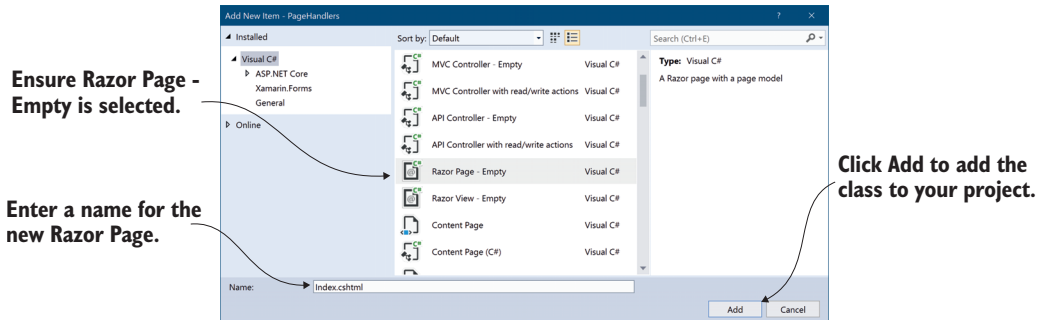 Add New Item - PageHandlers ? ×
Installed
Sort by: Default
Search (Ctrl+E)
Visual C#
ASP.NET Core
Xamarin.Forms
General
Online
MVC Controller - Empty Visual C#
MVC Controller with read/write actions Visual C#
API Controller - Empty Visual C#
API Controller with read/write actions Visual C#
Razor Page - Empty Visual C#
Razor View - Empty Visual C#
Content Page Visual C#
Content Page (C#) Visual C#
Type: Visual C#
A Razor page with a page model
Name: Index.cshtml
Add Cancel
Ensure Razor Page -
Empty is selected.
Enter a name for the
new Razor Page.
Click Add to add the
class to your project.